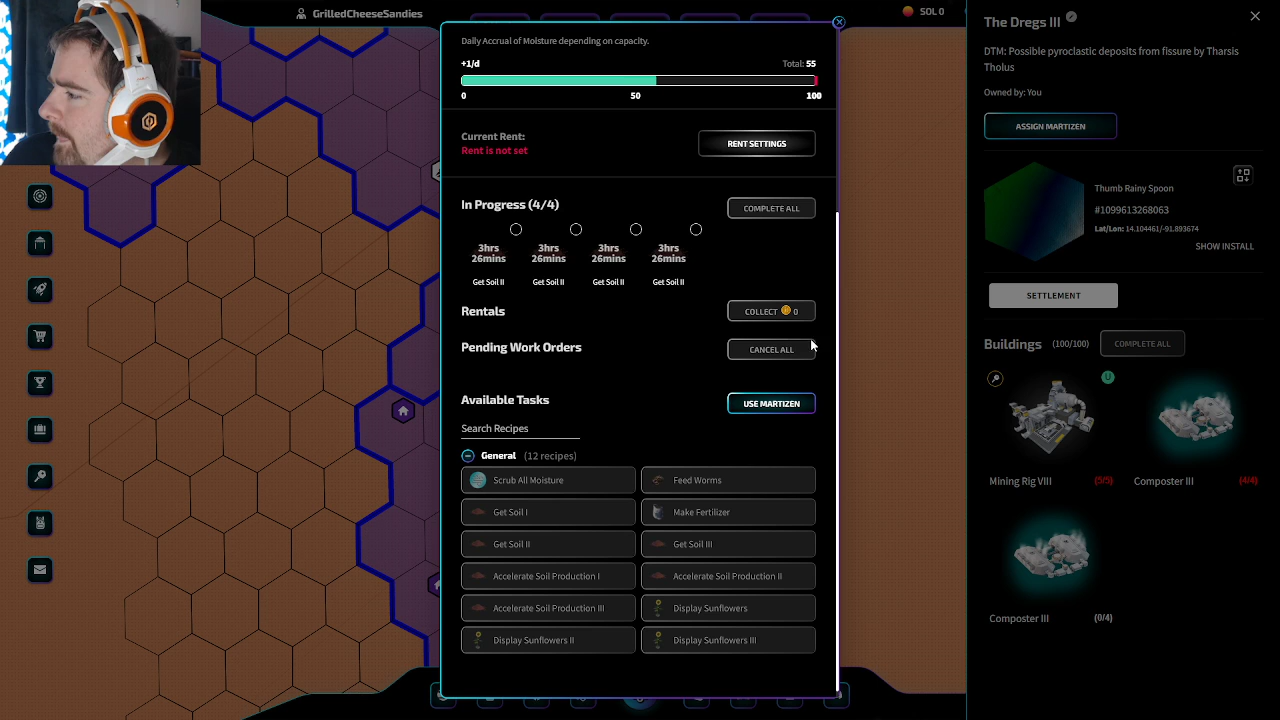 GrilledCheeseSandies
SOL 0
Daily Accrual of Moisture depending on capacity.
+1/d
Total: 55
0
50
100
Current Rent:
Rent is not set
RENT SETTINGS
In Progress (4/4)
COMPLETE ALL
3hrs
26mins
3hrs
26mins
3hrs
26mins
3hrs
26mins
Get Soil II
Get Soil II
Get Soil II
Get Soil II
Rentals
COLLECT 0
Pending Work Orders
CANCEL ALL
Available Tasks
USE MARTIZEN
Search Recipes
General (12 recipes)
Scrub All Moisture
Feed Worms
Get Soil I
Make Fertilizer
Get Soil II
Get Soil III
Accelerate Soil Production I
Accelerate Soil Production II
Accelerate Soil Production III
Display Sunflowers
Display Sunflowers II
Display Sunflowers III
The Dregs III
DTM: Possible pyroclastic deposits from fissure by Tharsis
Tholus
Owned by: You
ASSIGN MARTIZEN
Thumb Rainy Spoon
#1099613268063
Lat/Lon: 14.104461/-91.893674
SHOW INSTALL
SETTLEMENT
Buildings (100/100)
COMPLETE ALL
U
Mining Rig VIII (5/5)
Composter III (4/4)
Composter III (0/4)